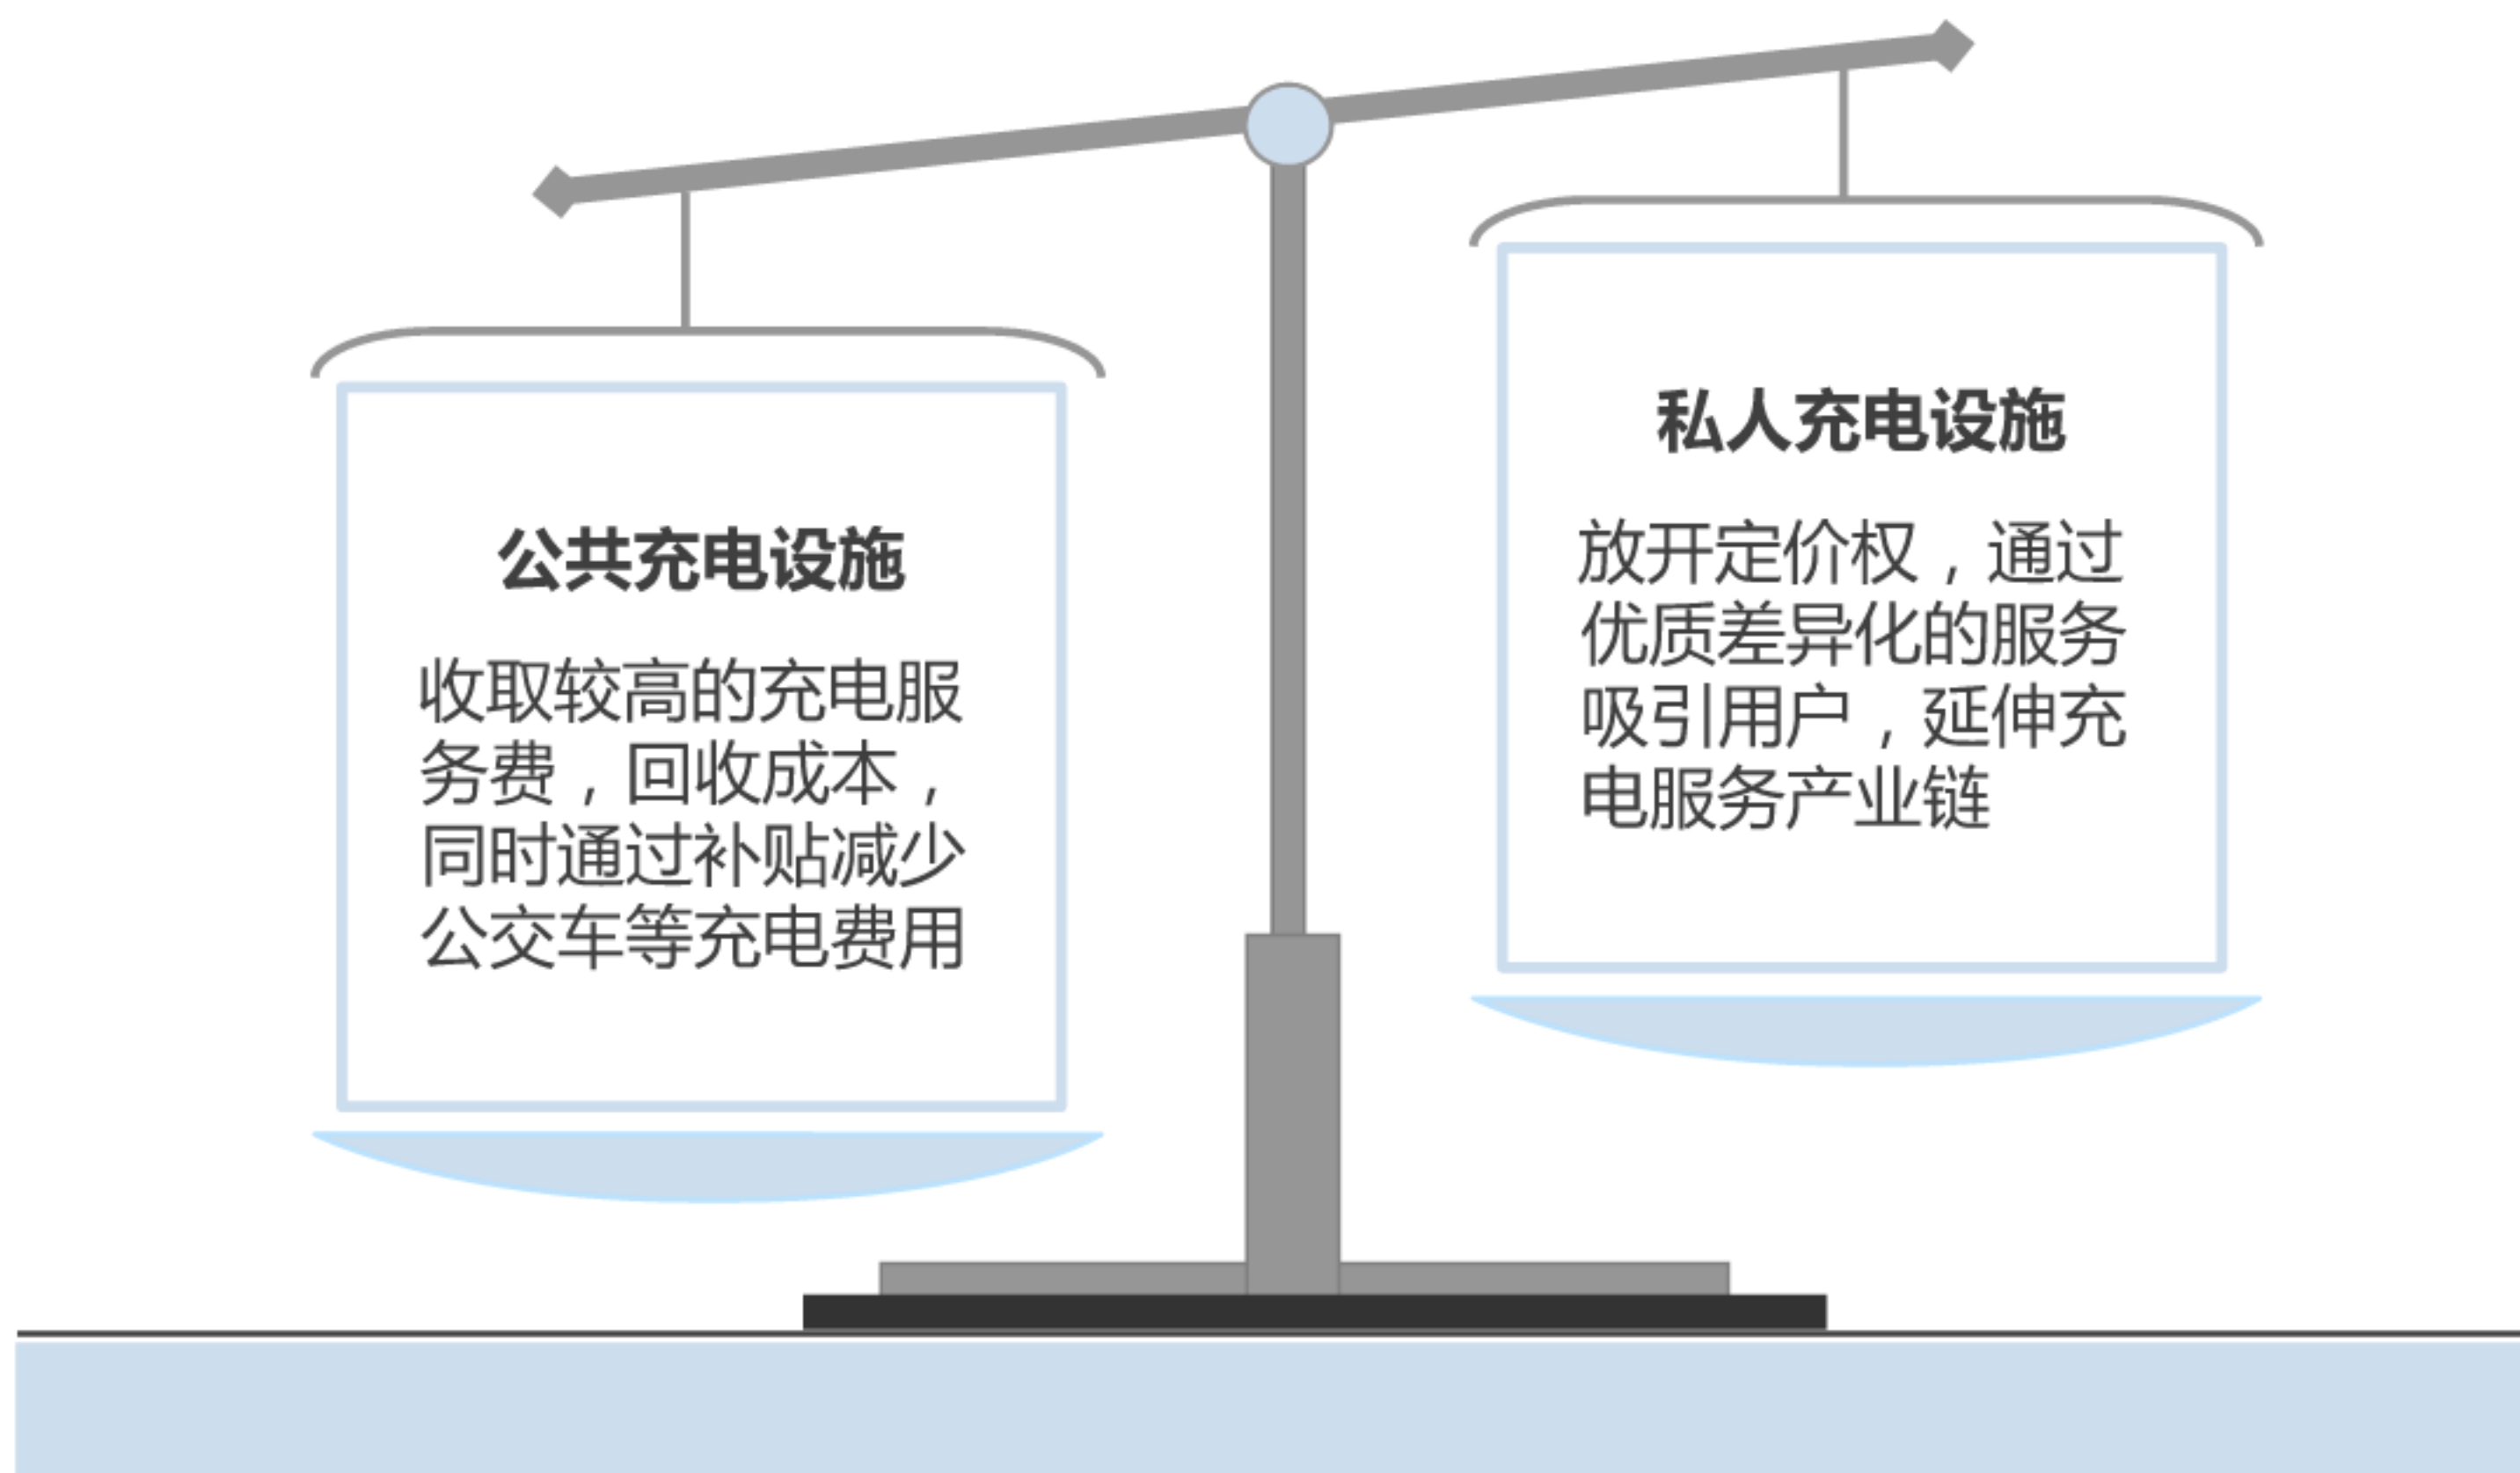 公共充电设施
收取较高的充电服
务费，回收成本，
同时通过补贴减少
公交车等充电费用
私人充电设施
放开定价权，通过
优质差异化的服务
吸引用户，延伸充
电服务产业链